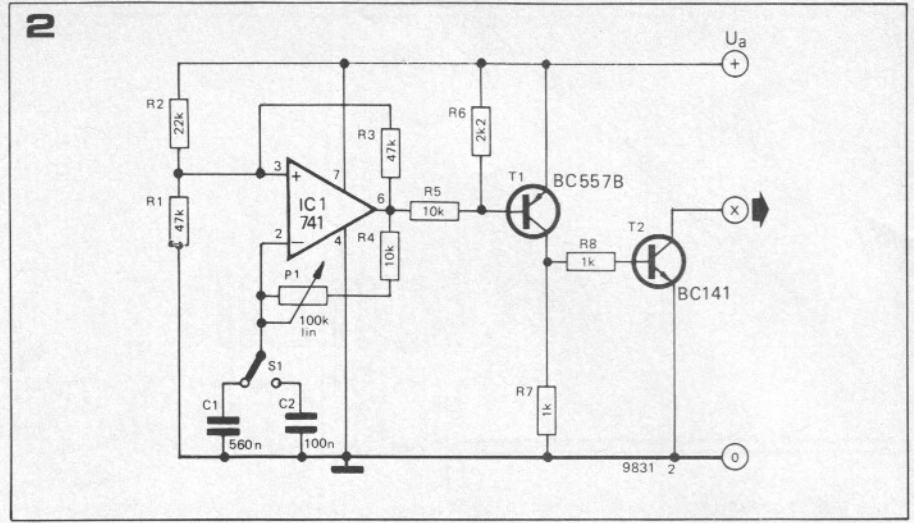 2
Ua
+
R2
22k
R3
47k
R6
2k2
3
+
7
T1
BC557B
IC 1
741
6
R5
10k
X
R1
47k
2
−
4
R4
10k
T2
R8
1k
P1
BC141
100k
lin
S1
R7
1k
C1
C2
560n
100n
9831 2
0